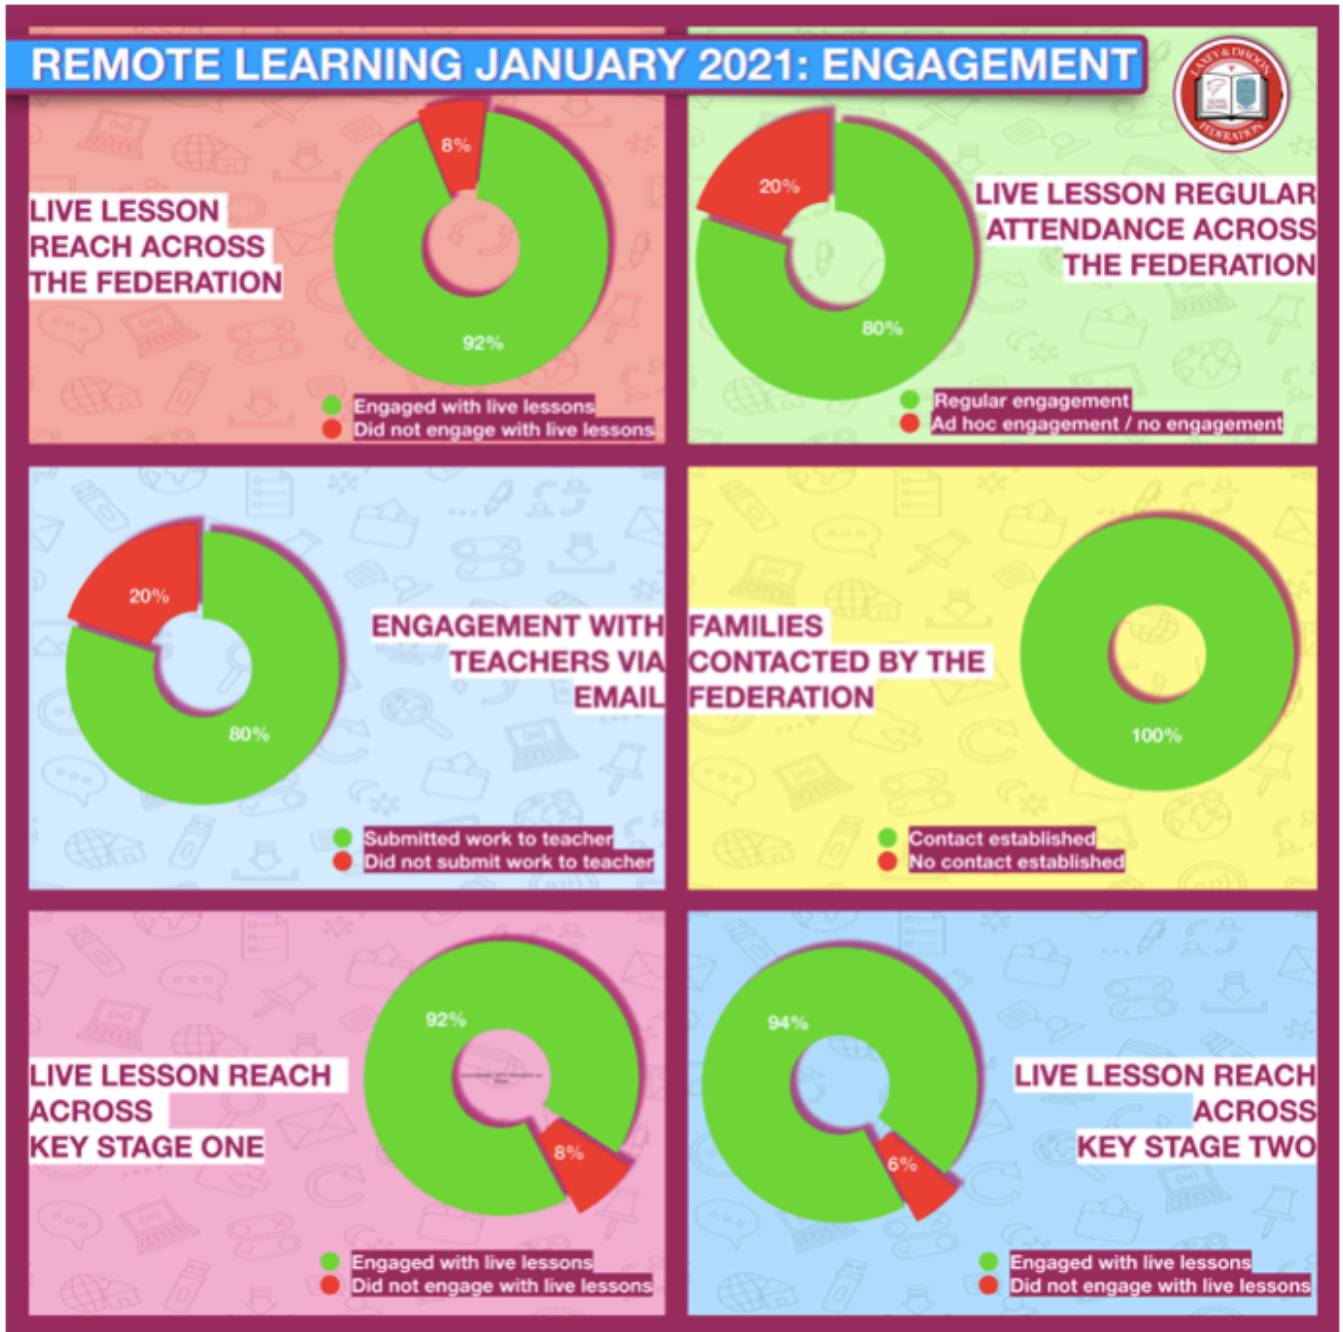 REMOTE LEARNING JANUARY 2021: ENGAGEMENT
LAXEY & DHOON
FEDERATION
LIVE LESSON
REACH ACROSS
THE FEDERATION
8%
92%
Engaged with live lessons
Did not engage with live lessons
20%
80%
LIVE LESSON REGULAR
ATTENDANCE ACROSS
THE FEDERATION
Regular engagement
Ad hoc engagement / no engagement
20%
80%
ENGAGEMENT WITH
TEACHERS VIA
EMAIL
Submitted work to teacher
Did not submit work to teacher
FAMILIES
CONTACTED BY THE
FEDERATION
100%
Contact established
No contact established
LIVE LESSON REACH
ACROSS
KEY STAGE ONE
92%
8%
Engaged with live lessons
Did not engage with live lessons
94%
6%
LIVE LESSON REACH
ACROSS
KEY STAGE TWO
Engaged with live lessons
Did not engage with live lessons